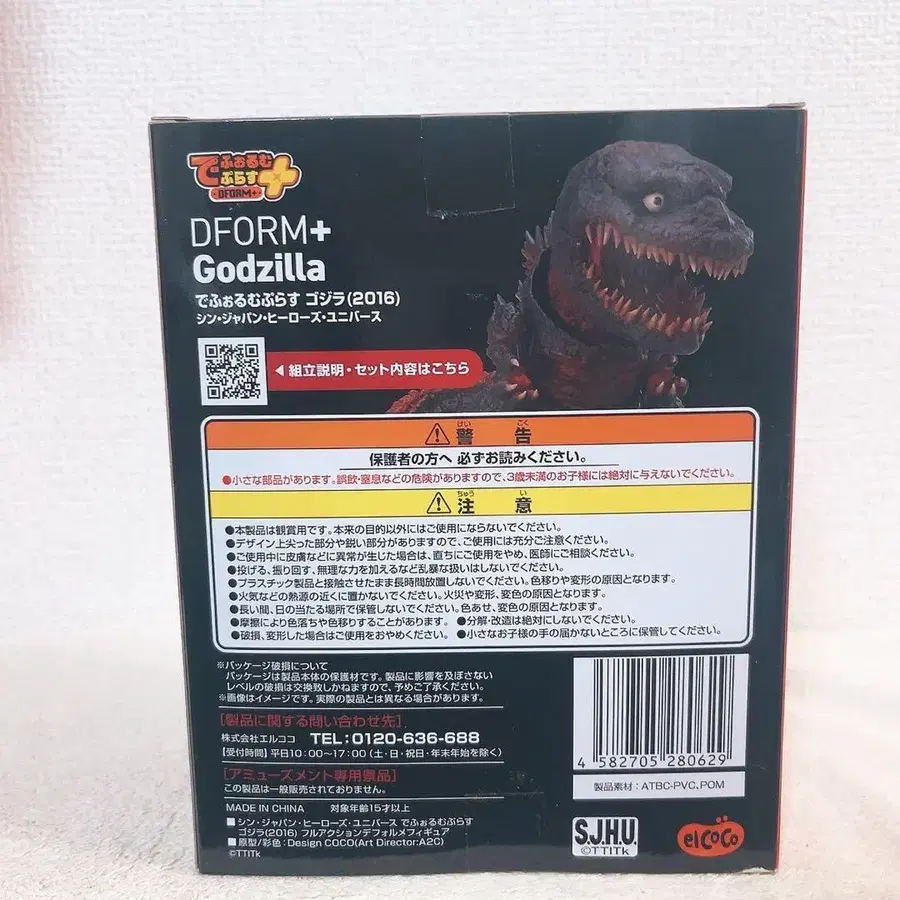 でふぉるむ
ぷらす+
・DFORM+・
DFORM+
Godzilla
でふぉるむぷらす ゴジラ(2016)
シン・ジャパン・ヒーローズ・ユニバース
◀組立説明・セット内容はこちら
⚠警告
けい こく
保護者の方へ 必ずお読みください。
●小さな部品があります。誤飲・窒息などの危険がありますので、3歳未満のお子様には絶対に与えないでください。
⚠注意
ちゅう い
●本製品は観賞用です。本来の目的以外にはご使用にならないでください。
●デザイン上尖った部分や鋭い部分がありますので、ご使用には充分ご注意ください。
●ご使用中に皮膚などに異常が生じた場合は、直ちにご使用をやめ、医師にご相談ください。
●投げる、振り回す、無理な力を加えるなど乱暴な扱いはしないでください。
●プラスチック製品と接触させたまま長時間放置しないでください。色移りや変形の原因となります。
●火気などの熱源の近くに置かないでください。火災や変形、変色の原因となります。
●長い間、日の当たる場所で保管しないでください。色あせ、変色の原因となります。
●摩擦により色落ちや色移りすることがあります。 ●分解・改造は絶対にしないでください。
●破損、変形した場合はご使用をおやめください。 ●小さなお子様の手の届かないところに保管してください。
※パッケージ破損について
パッケージは製品本体の保護材です。製品に影響を及ぼさない
レベルの破損は交換致しかねますので、予めご了承ください。
※画像はイメージです。実際の製品とは異なる場合があります。
[製品に関する問い合わせ先]
株式会社エルココ TEL:0120-636-688
【受付時間】平日10:00〜17:00(土・日・祝日・年末年始を除く)
[アミューズメント専用景品]
この製品は一般販売されておりません。
MADE IN CHINA 対象年齢15才以上
■シン・ジャパン・ヒーローズ・ユニバース でふぉるむぷらす
ゴジラ(2016) フルアクションデフォルメフィギュア
■原型/彩色:Design COCO(Art Director:A2C)
©TTITk
4 582705 280629
製品素材:ATBC-PVC、POM
S.J.H.U.
©TTITk
elCOCO